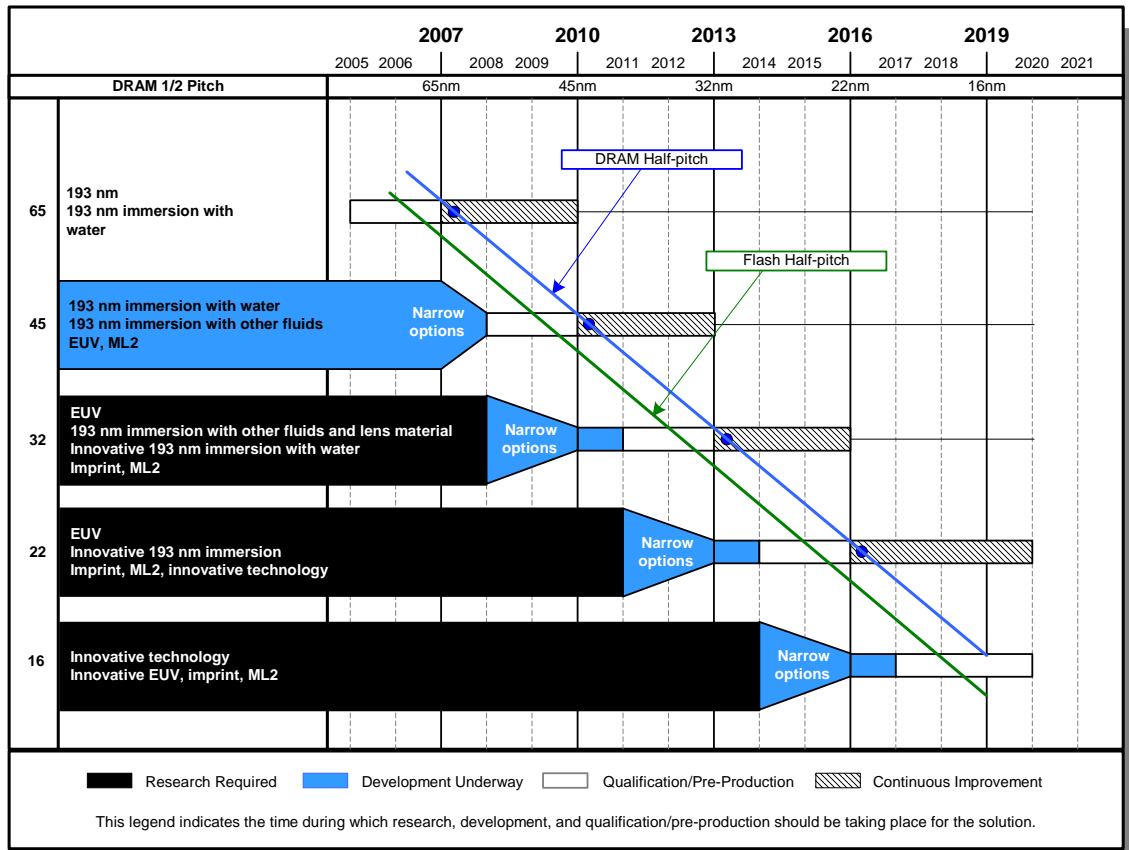 2007 2010 2013 2016 2019
2005 2006 2008 2009 2011 2012 2014 2015 2017 2018 2020 2021
DRAM 1/2 Pitch 65nm 45nm 32nm 22nm 16nm
DRAM Half-pitch
Flash Half-pitch
65
193 nm
193 nm immersion with
water
45
193 nm immersion with water
193 nm immersion with other fluids
EUV, ML2
Narrow
options
32
EUV
193 nm immersion with other fluids and lens material
Innovative 193 nm immersion with water
Imprint, ML2
Narrow
options
22
EUV
Innovative 193 nm immersion
Imprint, ML2, innovative technology
Narrow
options
16
Innovative technology
Innovative EUV, imprint, ML2
Narrow
options
Research Required Development Underway Qualification/Pre-Production Continuous Improvement
This legend indicates the time during which research, development, and qualification/pre-production should be taking place for the solution.